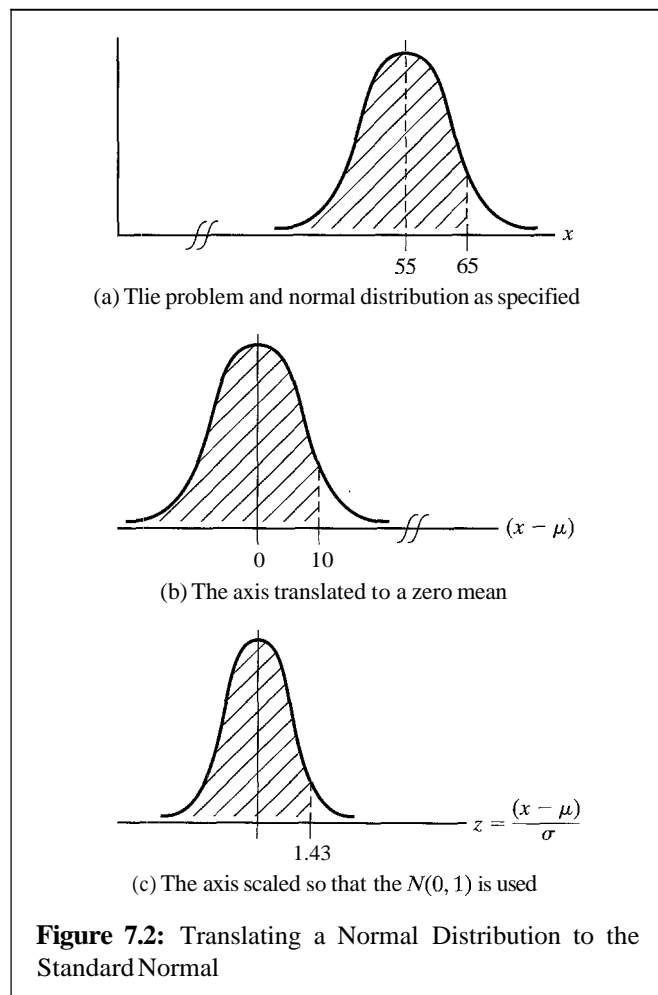 x
55 65
(a) Tlie problem and normal distribution as specified
(x − μ)
0 10
(b) The axis translated to a zero mean
z = (x − μ) / σ
1.43
(c) The axis scaled so that the N(0, 1) is used
Figure 7.2: Translating a Normal Distribution to the
Standard Normal